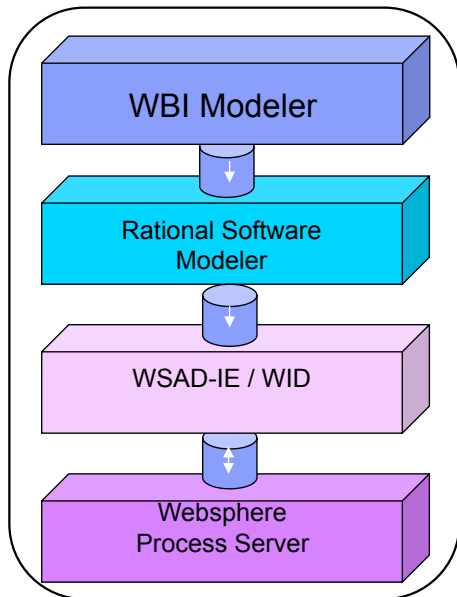 WBI Modeler
Rational Software
Modeler
WSAD-IE / WID
Websphere
Process Server